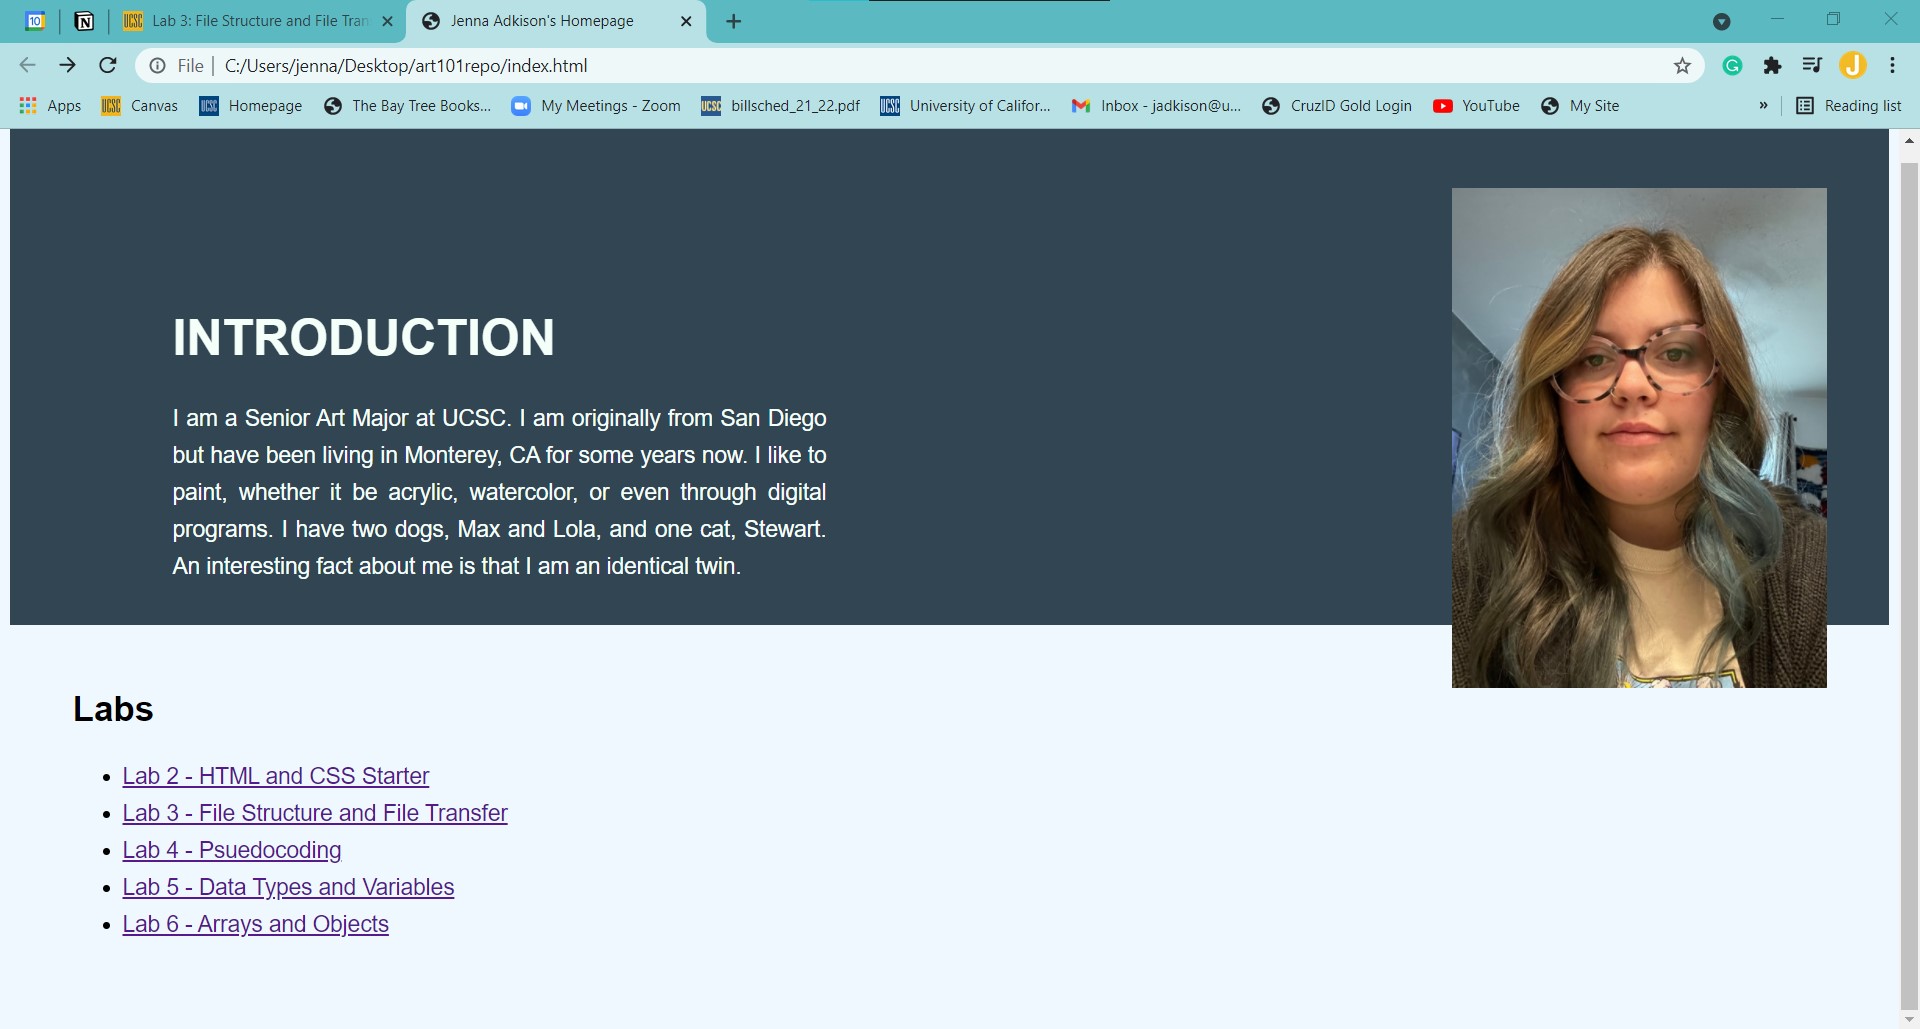 10
N
UCSC Lab 3: File Structure and File Tran
Jenna Adkison's Homepage
File | C:/Users/jenna/Desktop/art101repo/index.html
G
J
Apps
UCSC Canvas
UCSC Homepage
The Bay Tree Books...
My Meetings - Zoom
UCSC billsched_21_22.pdf
UCSC University of Califor...
Inbox - jadkison@u...
CruzID Gold Login
YouTube
My Site
»
Reading list
INTRODUCTION
I am a Senior Art Major at UCSC. I am originally from San Diego
but have been living in Monterey, CA for some years now. I like to
paint, whether it be acrylic, watercolor, or even through digital
programs. I have two dogs, Max and Lola, and one cat, Stewart.
An interesting fact about me is that I am an identical twin.
Labs
• Lab 2 - HTML and CSS Starter
• Lab 3 - File Structure and File Transfer
• Lab 4 - Psuedocoding
• Lab 5 - Data Types and Variables
• Lab 6 - Arrays and Objects